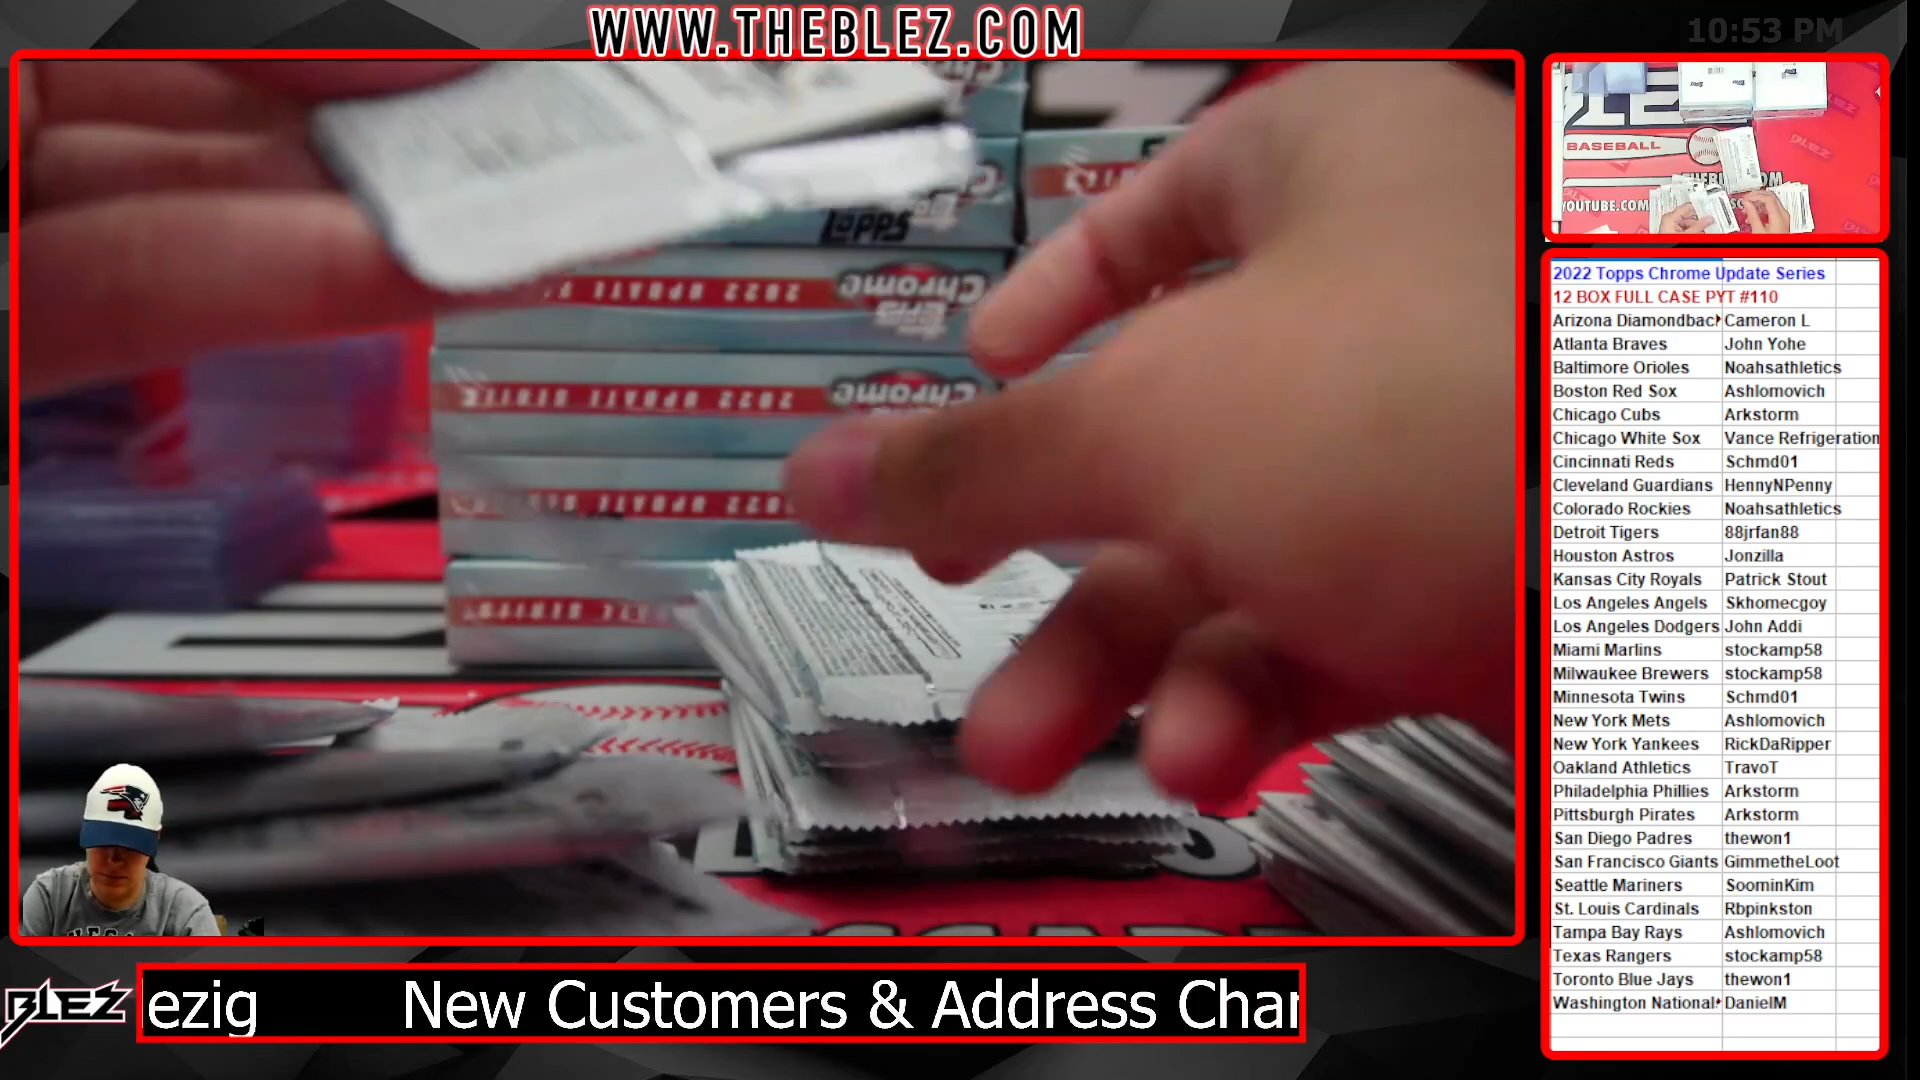 WWW.THEBLEZ.COM
10:53 PM
TOPPS
Chrome
2022 UPDATE
Chrome
2022 UPDATE SERIES
Chrome
2022 UPDATE SERIES
BASEBALL
YOUTUBE.COM
2022 Topps Chrome Update Series
12 BOX FULL CASE PYT #110
Arizona Diamondbac Cameron L
Atlanta Braves John Yohe
Baltimore Orioles Noahsathletics
Boston Red Sox Ashlomovich
Chicago Cubs Arkstorm
Chicago White Sox Vance Refrigeration
Cincinnati Reds Schmd01
Cleveland Guardians HennyNPenny
Colorado Rockies Noahsathletics
Detroit Tigers 88jrfan88
Houston Astros Jonzilla
Kansas City Royals Patrick Stout
Los Angeles Angels Skhomecgoy
Los Angeles Dodgers John Addi
Miami Marlins stockamp58
Milwaukee Brewers stockamp58
Minnesota Twins Schmd01
New York Mets Ashlomovich
New York Yankees RickDaRipper
Oakland Athletics TravoT
Philadelphia Phillies Arkstorm
Pittsburgh Pirates Arkstorm
San Diego Padres thewon1
San Francisco Giants GimmetheLoot
Seattle Mariners SoominKim
St. Louis Cardinals Rbpinkston
Tampa Bay Rays Ashlomovich
Texas Rangers stockamp58
Toronto Blue Jays thewon1
Washington National DanielM
BLEZ
ezig New Customers & Address Char